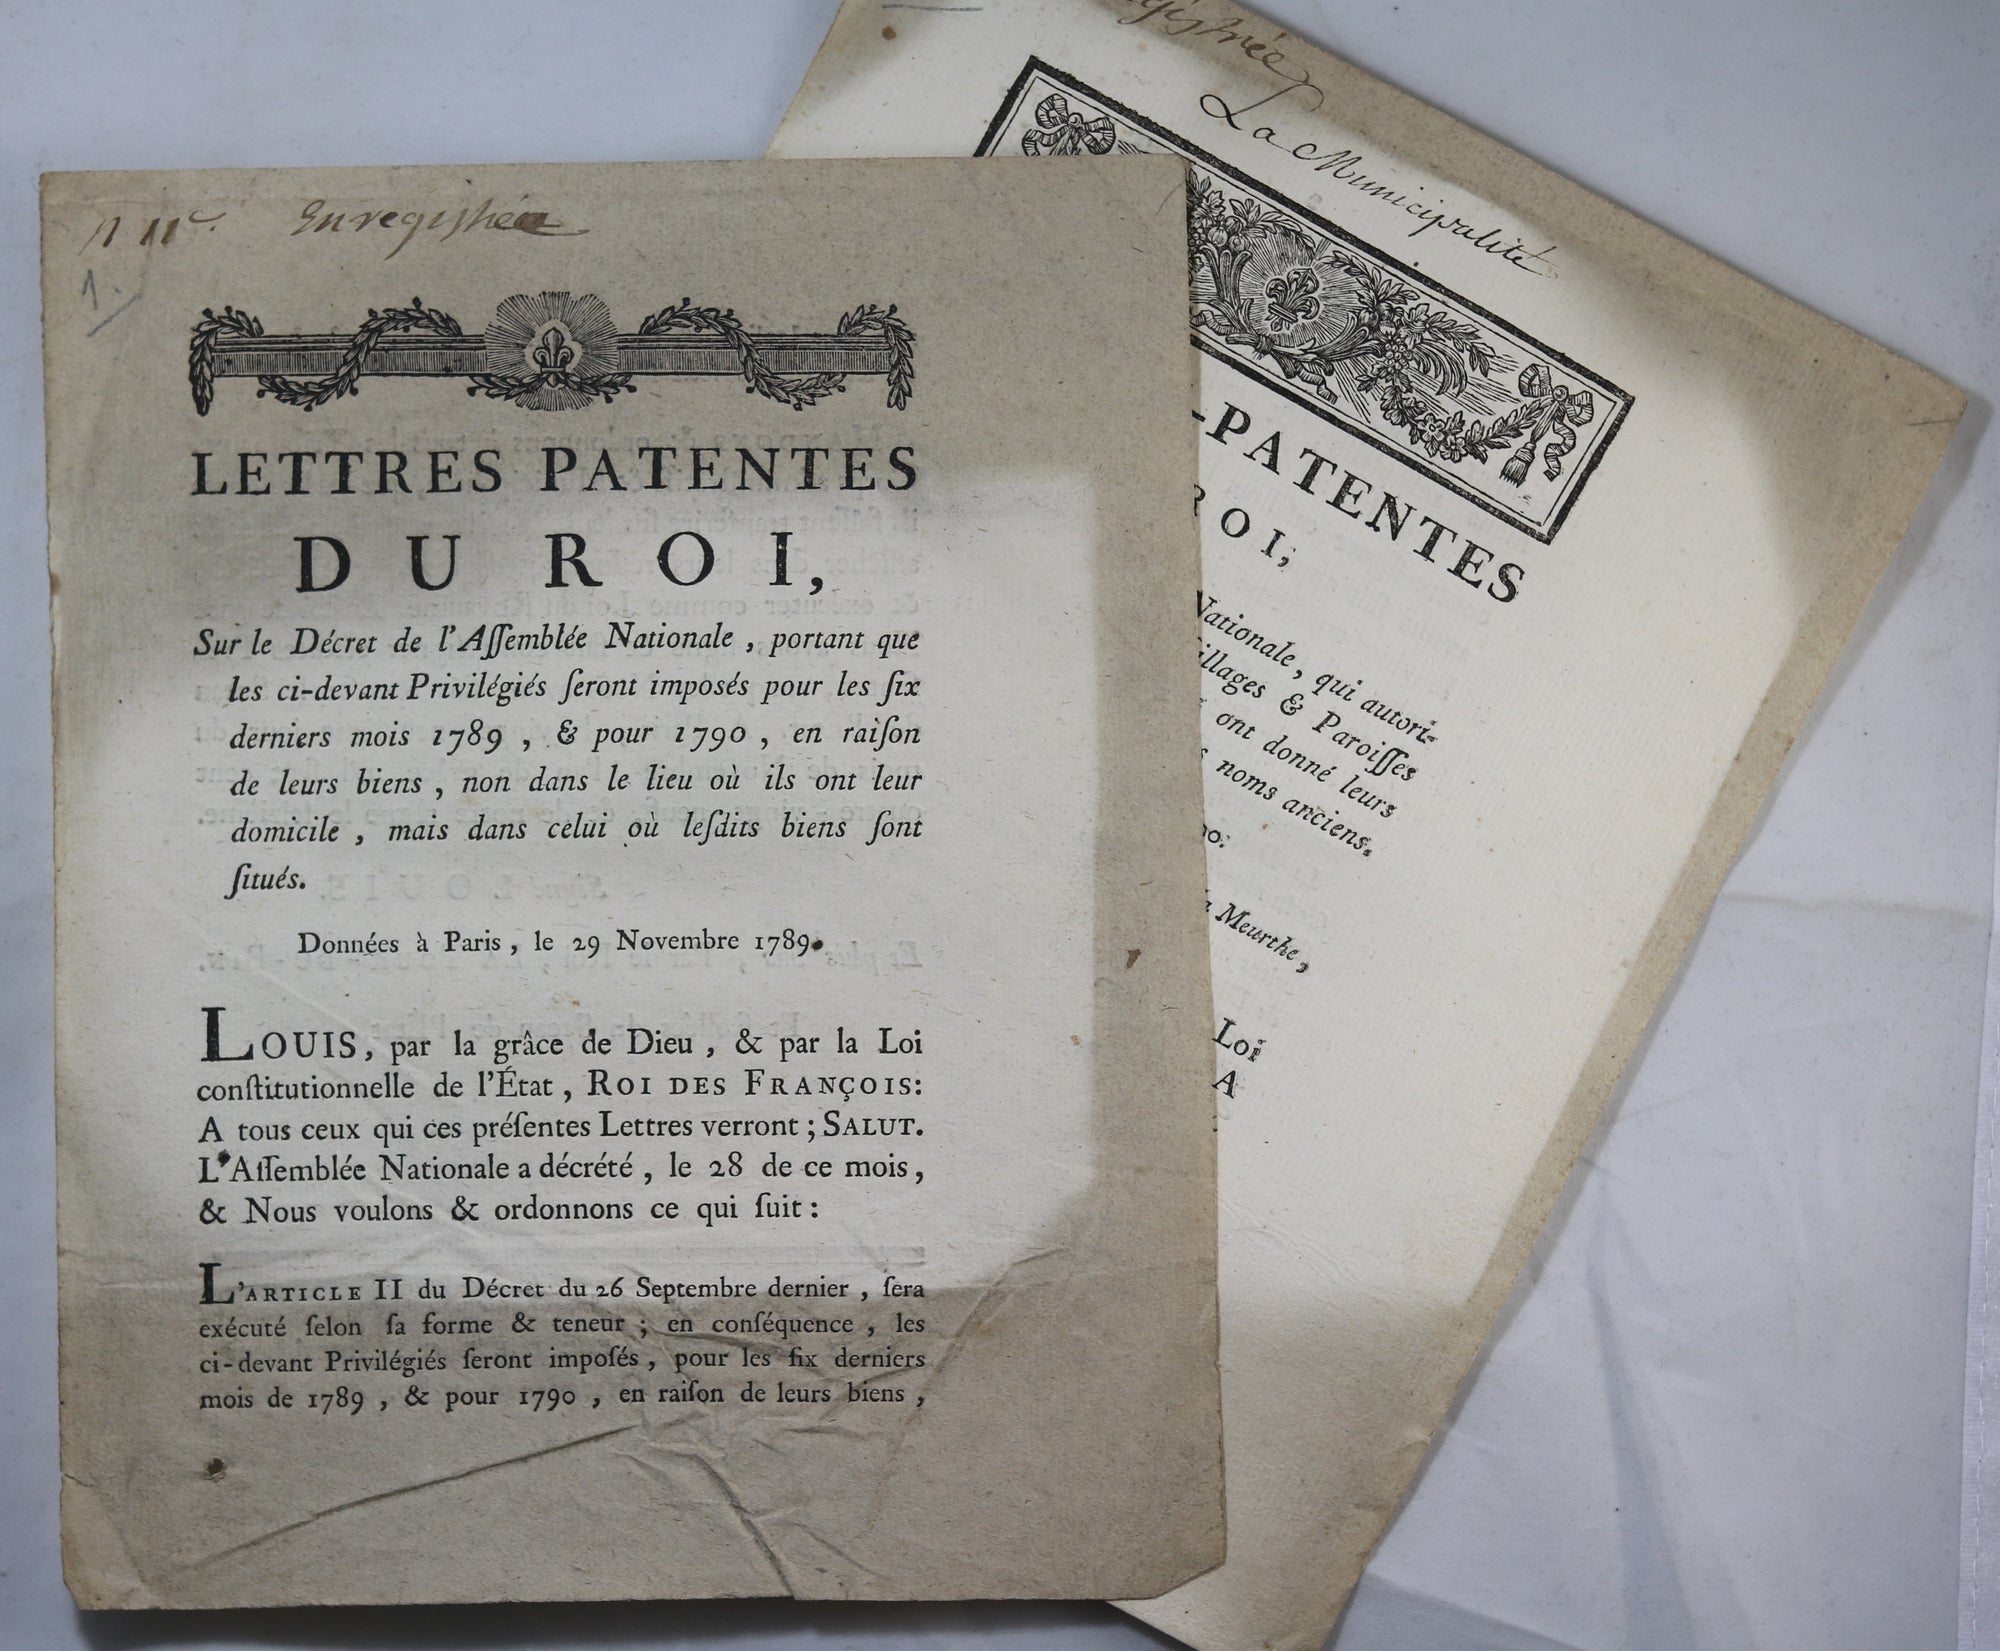 Enregistrée
1.
LETTRES PATENTES
DU ROI,
Sur le Décret de l'Aſſemblée Nationale, portant que
les ci-devant Privilégiés ſeront imposés pour les ſix
derniers mois 1789, & pour 1790, en raiſon
de leurs biens, non dans le lieu où ils ont leur
domicile, mais dans celui où leſdits biens ſont
ſitués.
Données à Paris, le 29 Novembre 1789.
LOUIS, par la grâce de Dieu, & par la Loi
conſtitutionnelle de l'État, ROI DES FRANÇOIS:
A tous ceux qui ces préſentes Lettres verront; SALUT.
L'Aſſemblée Nationale a décrété, le 28 de ce mois,
& Nous voulons & ordonnons ce qui ſuit:
L'ARTICLE II du Décret du 26 Septembre dernier, ſera
exécuté ſelon ſa forme & teneur; en conſéquence, les
ci-devant Privilégiés ſeront impoſés, pour les ſix derniers
mois de 1789, & pour 1790, en raiſon de leurs biens,
La Municipalité
-PATENTES
ROI,
Nationale, qui autori-
illages & Paroiſſes
ont donné leurs
noms anciens.
Meurthe,
Loi
A